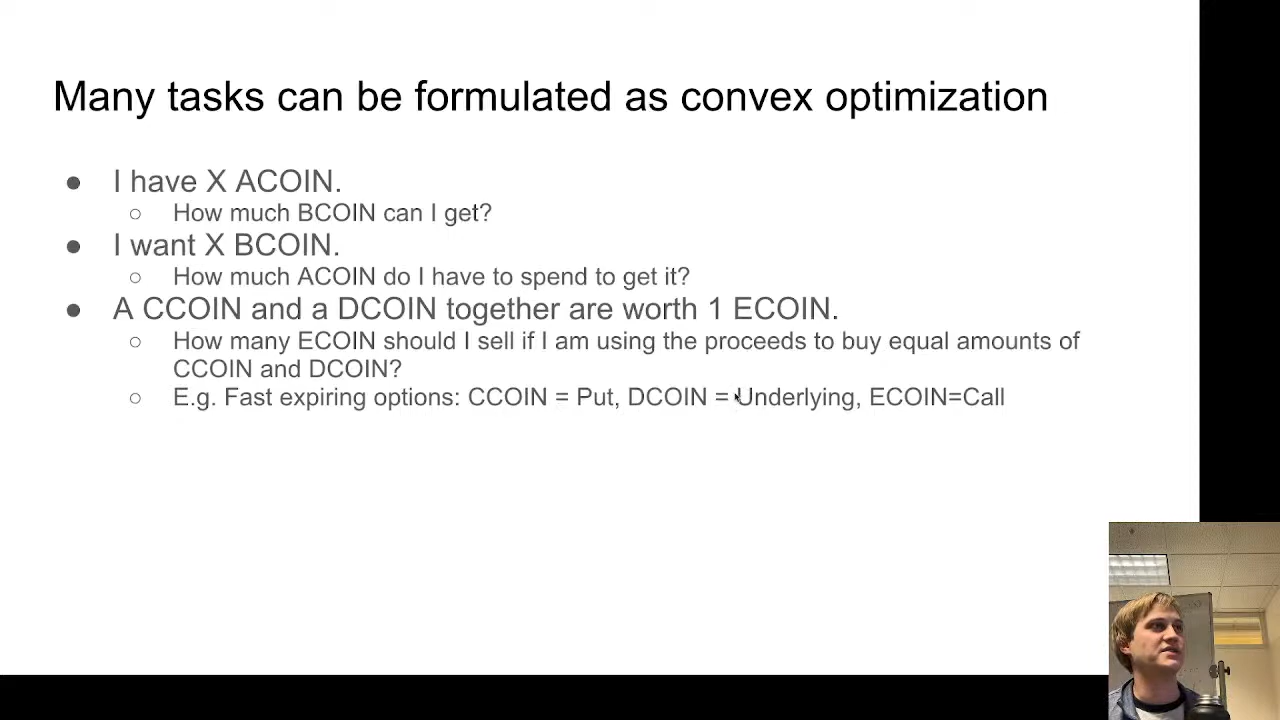 Many tasks can be formulated as convex optimization
● I have X ACOIN.
○ How much BCOIN can I get?
● I want X BCOIN.
○ How much ACOIN do I have to spend to get it?
● A CCOIN and a DCOIN together are worth 1 ECOIN.
○ How many ECOIN should I sell if I am using the proceeds to buy equal amounts of
CCOIN and DCOIN?
○ E.g. Fast expiring options: CCOIN = Put, DCOIN = Underlying, ECOIN=Call